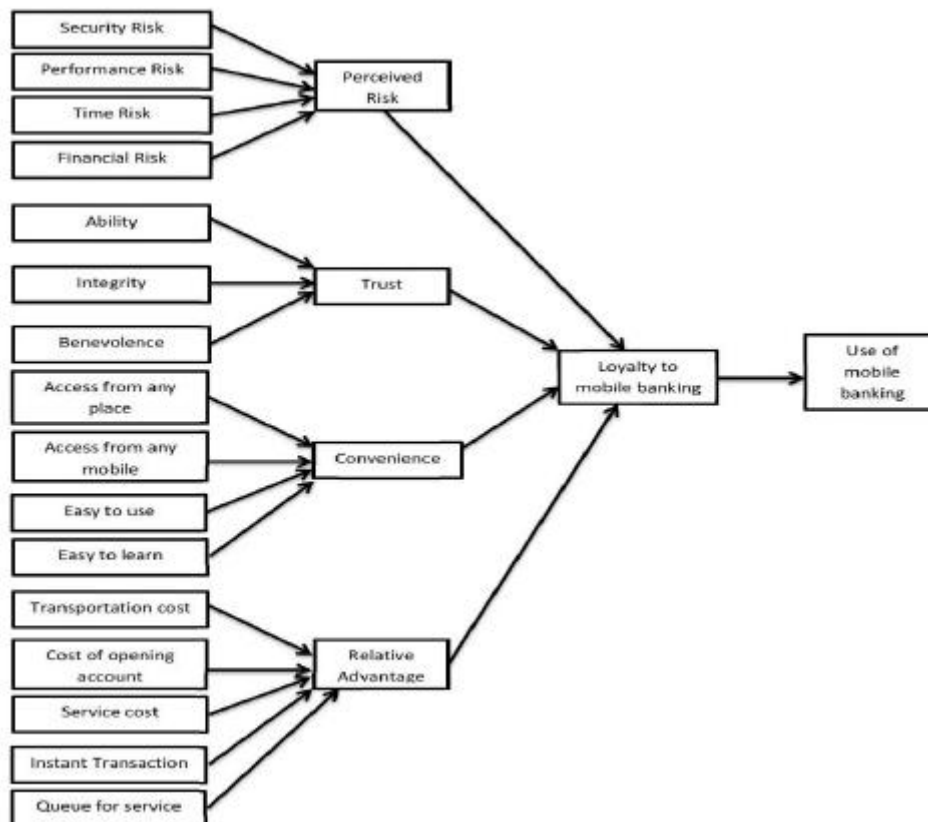 Security Risk
Performance Risk
Time Risk
Financial Risk
Perceived
Risk
Ability
Integrity
Benevolence
Trust
Access from any
place
Access from any
mobile
Easy to use
Easy to learn
Convenience
Transportation cost
Cost of opening
account
Service cost
Instant Transaction
Queue for service
Relative
Advantage
Loyalty to
mobile banking
Use of
mobile
banking